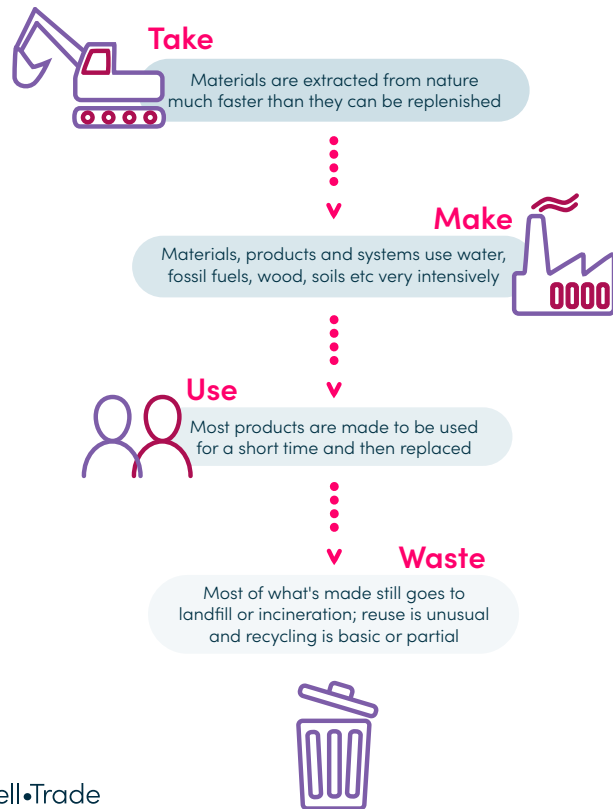 Take
Materials are extracted from nature
much faster than they can be replenished
Make
Materials, products and systems use water,
fossil fuels, wood, soils etc very intensively
Use
Most products are made to be used
for a short time and then replaced
Waste
Most of what's made still goes to
landfill or incineration; reuse is unusual
and recycling is basic or partial
ell•Trade